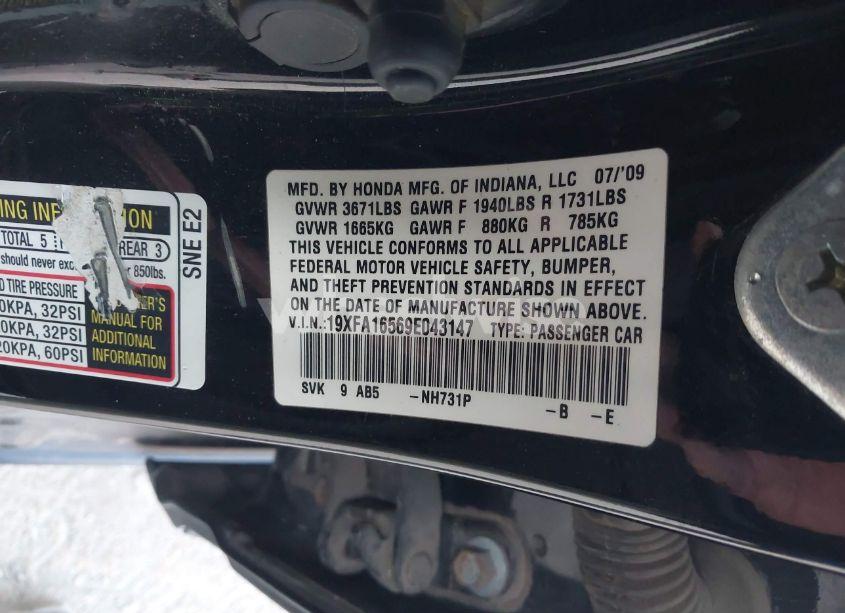 ING IN
TION
TOTAL 5
REAR 3
should never exc
r 850lbs.
D TIRE PRESSURE
0KPA, 32PSI
0KPA, 32PSI
20KPA, 60PSI
MANUAL FOR
ADDITIONAL
INFORMATION
SNE E2
MFD. BY HONDA MFG. OF INDIANA, LLC 07/'09
GVWR 3671LBS GAWR F 1940LBS R 1731LBS
GVWR 1665KG GAWR F 880KG R 785KG
THIS VEHICLE CONFORMS TO ALL APPLICABLE
FEDERAL MOTOR VEHICLE SAFETY, BUMPER,
AND THEFT PREVENTION STANDARDS IN EFFECT
ON THE DATE OF MANUFACTURE SHOWN ABOVE.
V.I.N.:19XFA16569E043147 TYPE: PASSENGER CAR
SVK 9 AB5 -NH731P -B -E